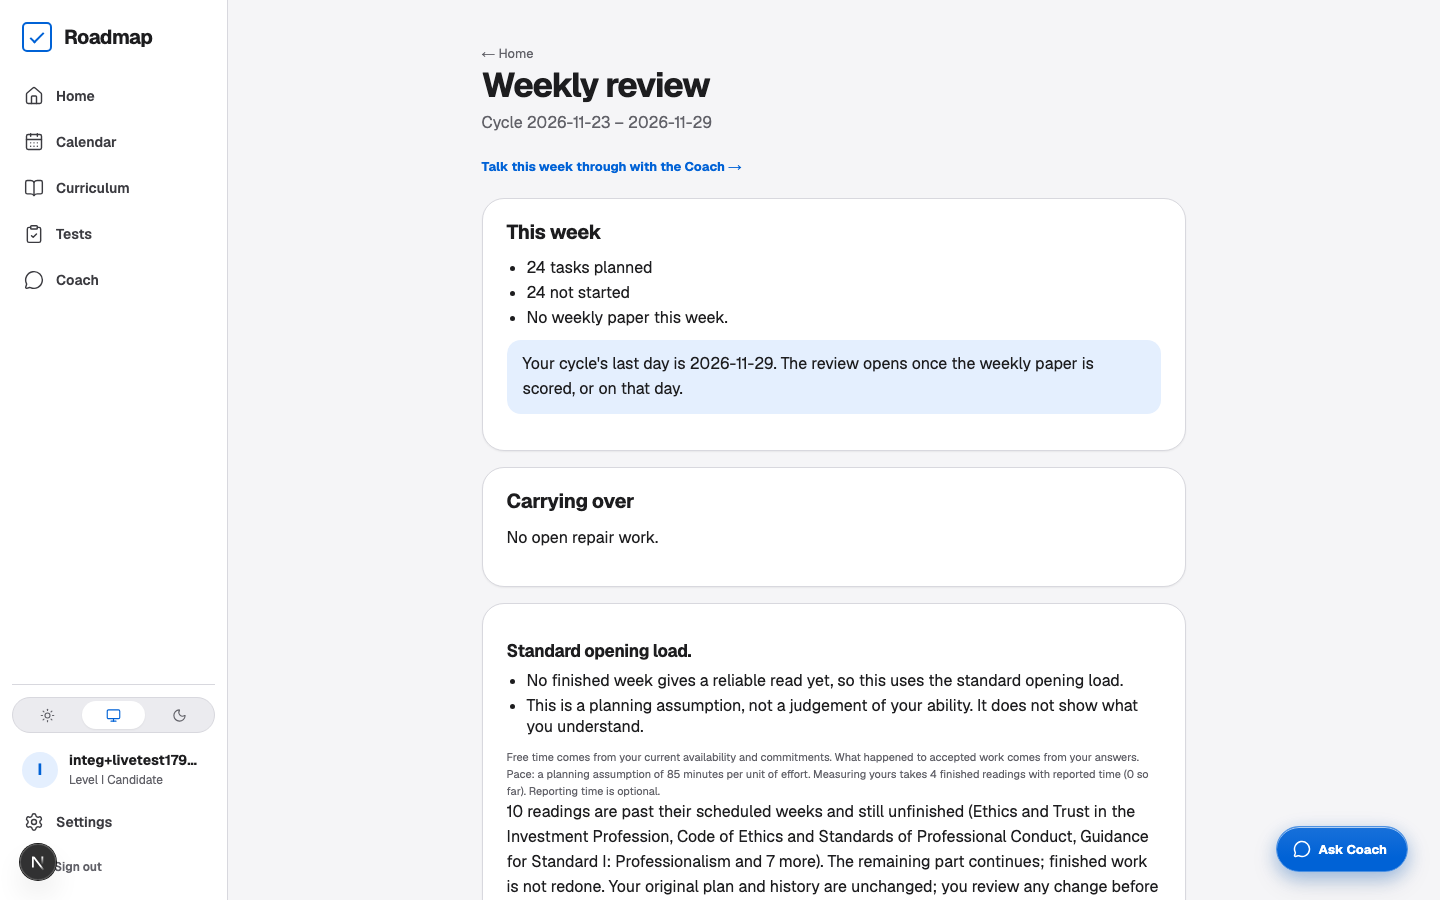 Roadmap
Home
Calendar
Curriculum
Tests
Coach
integ+livetest179...
I
Level I Candidate
Settings
N
Sign out
← Home
Weekly review
Cycle 2026-11-23 – 2026-11-29
Talk this week through with the Coach →
This week
• 24 tasks planned
• 24 not started
• No weekly paper this week.
Your cycle's last day is 2026-11-29. The review opens once the weekly paper is
scored, or on that day.
Carrying over
No open repair work.
Standard opening load.
• No finished week gives a reliable read yet, so this uses the standard opening load.
• This is a planning assumption, not a judgement of your ability. It does not show what
you understand.
Free time comes from your current availability and commitments. What happened to accepted work comes from your answers.
Pace: a planning assumption of 85 minutes per unit of effort. Measuring yours takes 4 finished readings with reported time (0 so
far). Reporting time is optional.
10 readings are past their scheduled weeks and still unfinished (Ethics and Trust in the
Investment Profession, Code of Ethics and Standards of Professional Conduct, Guidance
for Standard I: Professionalism and 7 more). The remaining part continues; finished work
is not redone. Your original plan and history are unchanged; you review any change before
Ask Coach